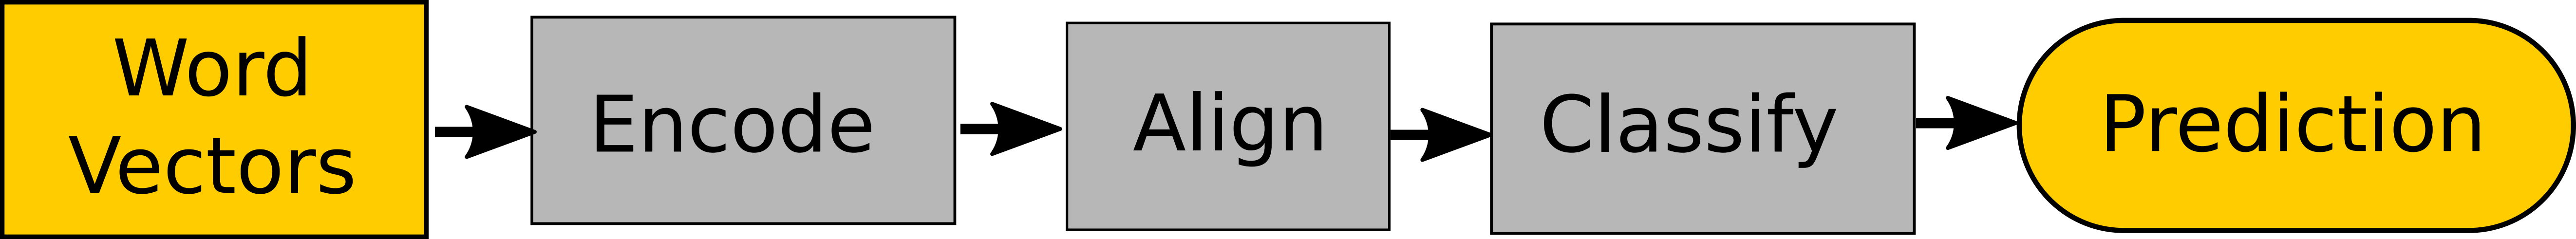 Word
Vectors
Encode
Align
Classify
Prediction